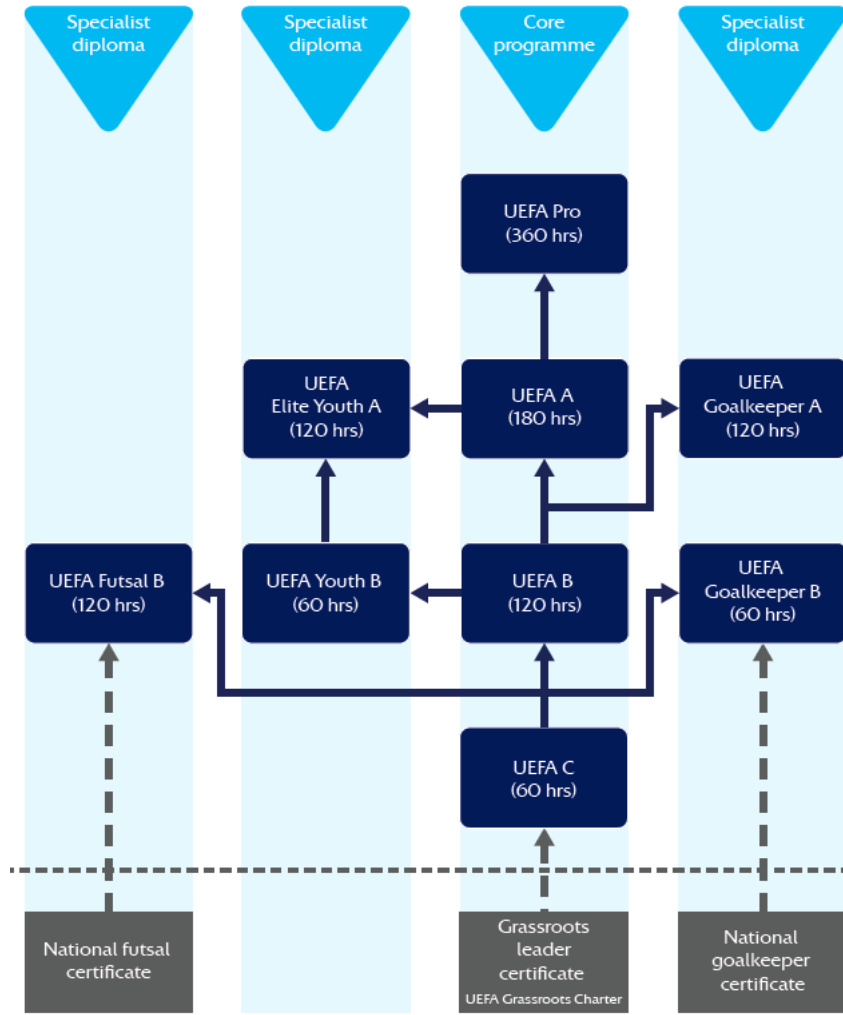 Specialist
diploma
Specialist
diploma
Core
programme
Specialist
diploma
UEFA Pro
(360 hrs)
UEFA
Elite Youth A
(120 hrs)
UEFA A
(180 hrs)
UEFA
Goalkeeper A
(120 hrs)
UEFA Futsal B
(120 hrs)
UEFA Youth B
(60 hrs)
UEFA B
(120 hrs)
UEFA
Goalkeeper B
(60 hrs)
UEFA C
(60 hrs)
National futsal
certificate
Grassroots
leader
certificate
UEFA Grassroots Charter
National
goalkeeper
certificate